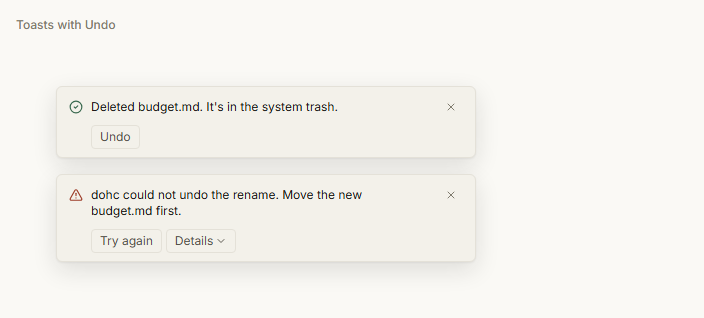 Toasts with Undo
Deleted budget.md. It's in the system trash.
Undo
dohc could not undo the rename. Move the new
budget.md first.
Try again Details